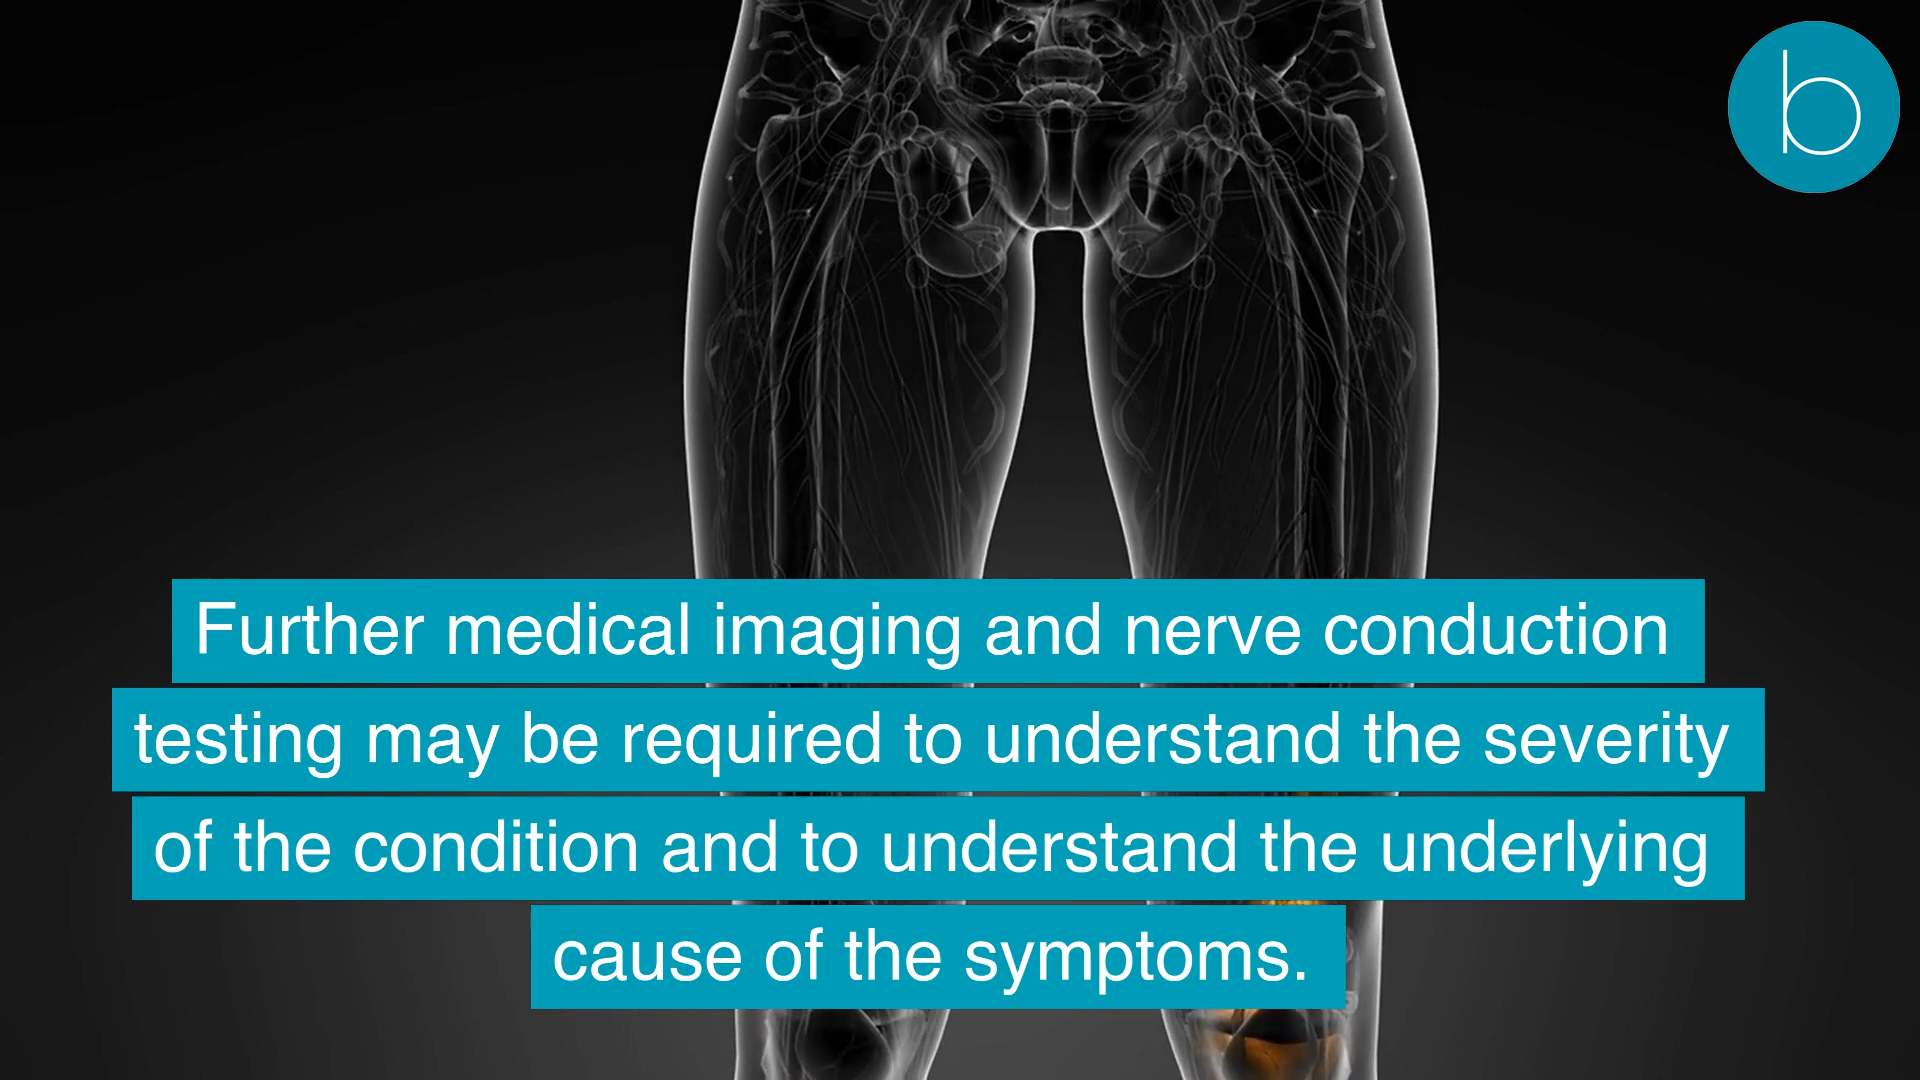 b
Further medical imaging and nerve conduction
testing may be required to understand the severity
of the condition and to understand the underlying
cause of the symptoms.